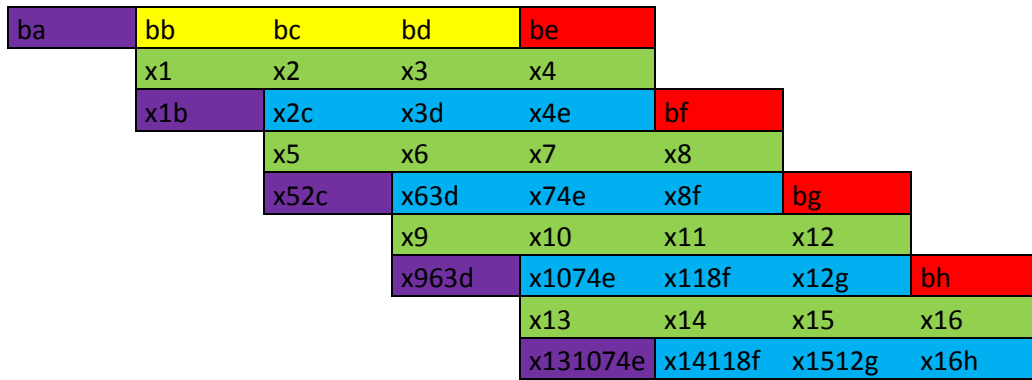 ba bb bc bd be
x1 x2 x3 x4
x1b x2c x3d x4e bf
x5 x6 x7 x8
x52c x63d x74e x8f bg
x9 x10 x11 x12
x963d x1074e x118f x12g bh
x13 x14 x15 x16
x131074e x14118f x1512g x16h